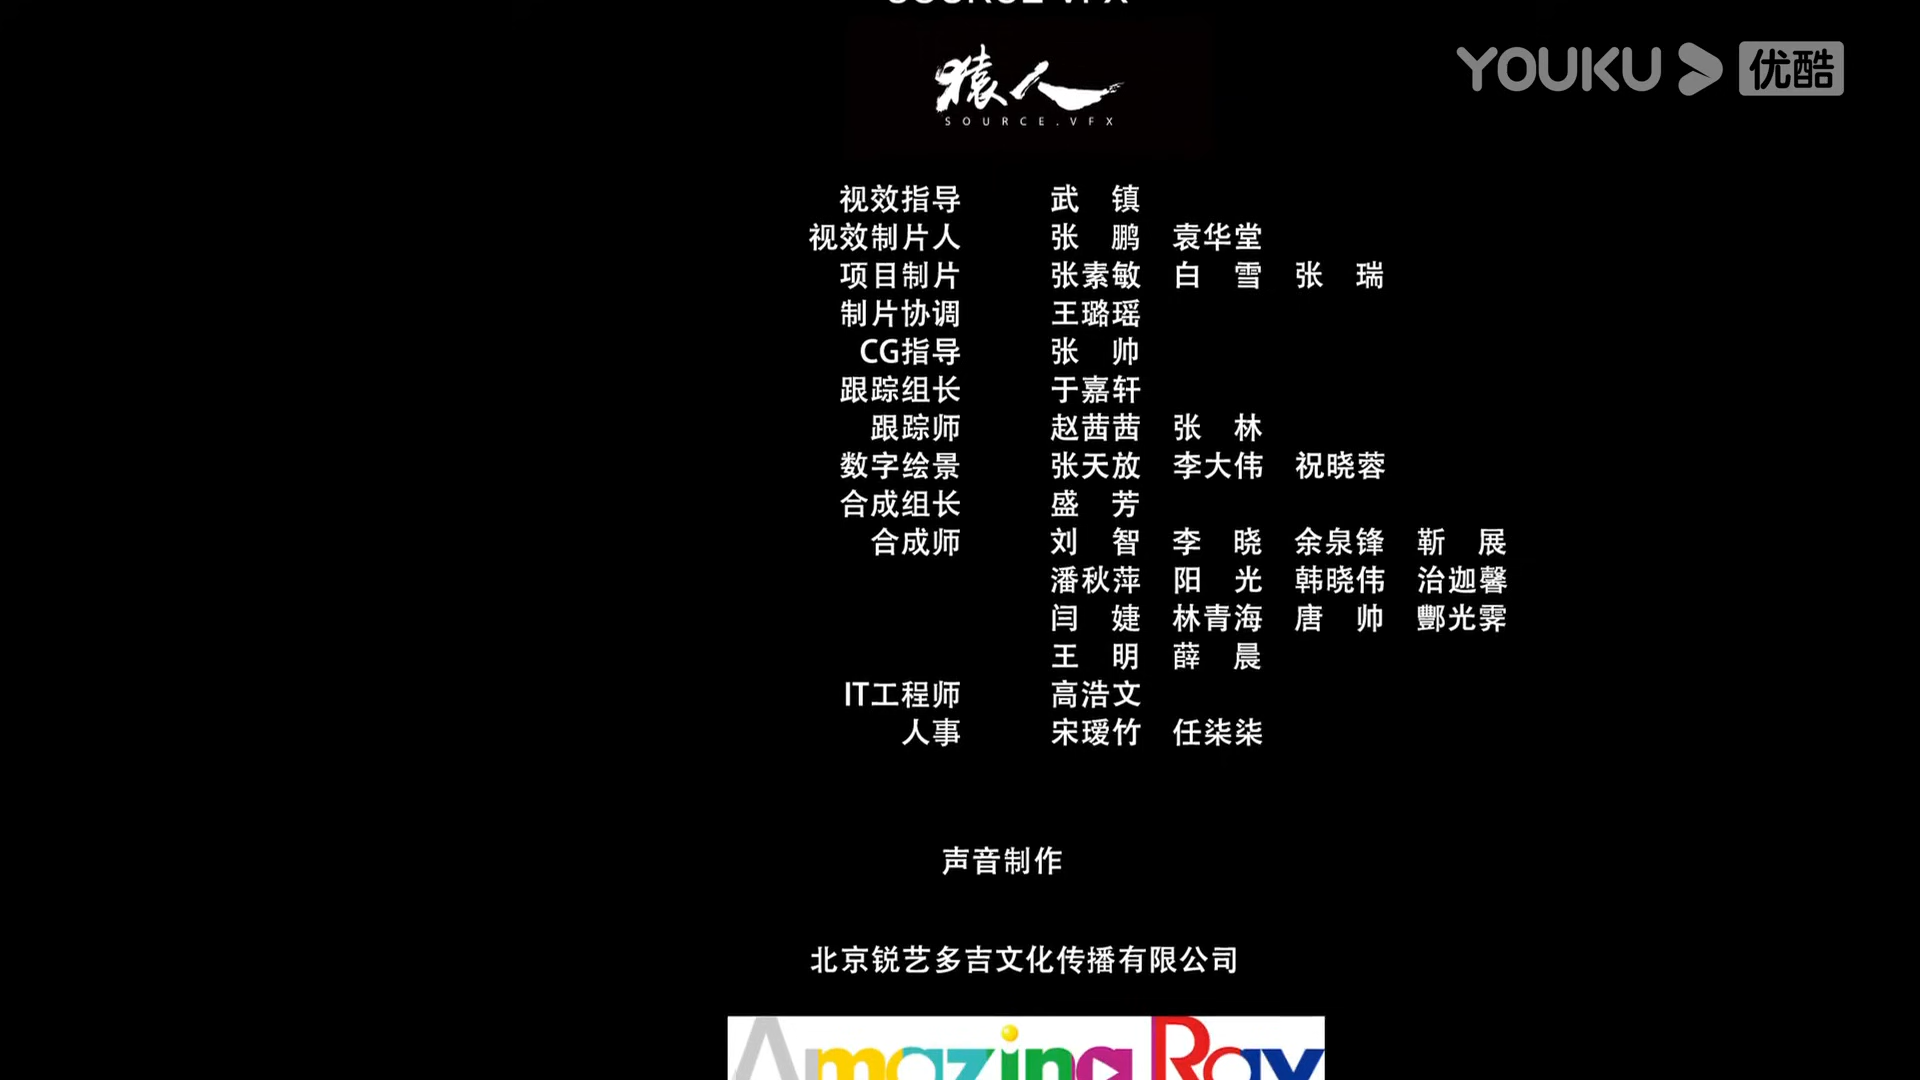 SOURCE VFX
YOUKU 优酷
猿人
SOURCE.VFX
视效指导 武 镇
视效制片人 张 鹏 袁华堂
项目制片 张素敏 白 雪 张 瑞
制片协调 王璐瑶
CG指导 张 帅
跟踪组长 于嘉轩
跟踪师 赵茜茜 张 林
数字绘景 张天放 李大伟 祝晓蓉
合成组长 盛 芳
合成师 刘 智 李 晓 余泉锋 靳 展
潘秋萍 阳 光 韩晓伟 治迦馨
闫 婕 林青海 唐 帅 酆光霁
王 明 薛 晨
IT工程师 高浩文
人事 宋瑷竹 任柒柒
声音制作
北京锐艺多吉文化传播有限公司
Amazing Ray